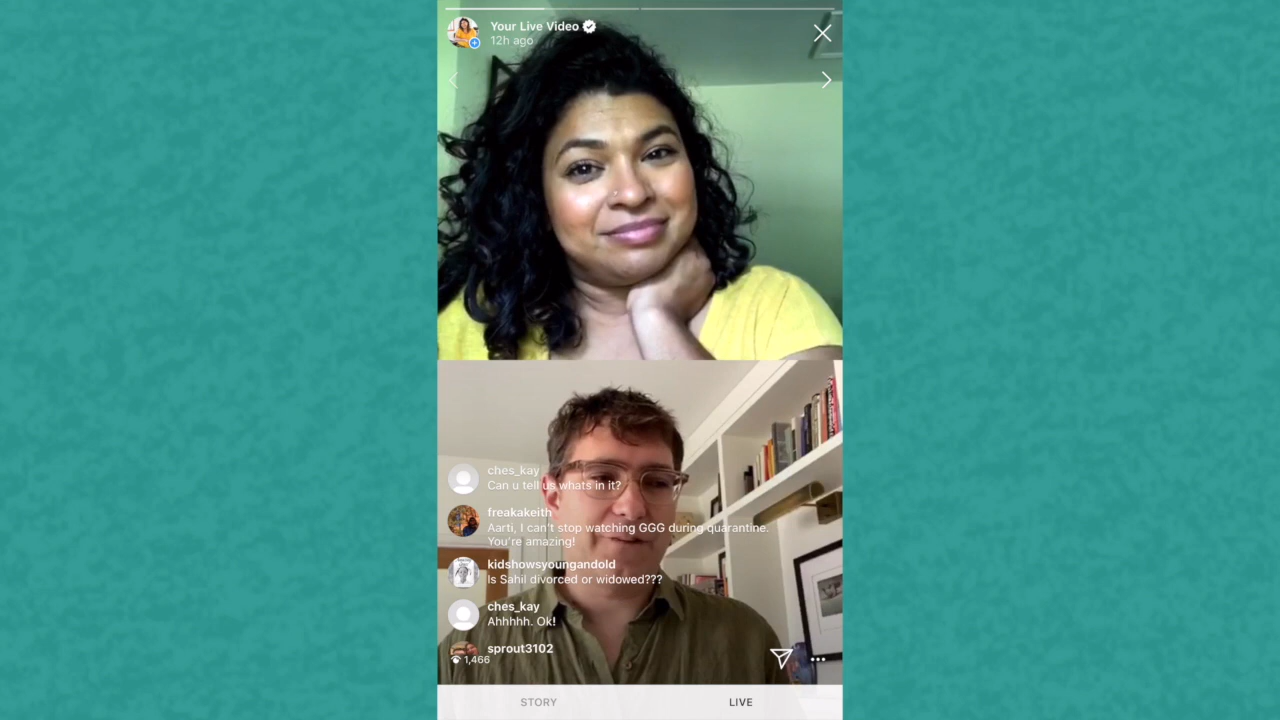 Your Live Video
12h ago
ches_kay
Can u tell us whats in it?
freakakeith
Aarti, I can't stop watching GGG during quarantine.
You're amazing!
kidshowsyoungandold
Is Sahil divorced or widowed???
ches_kay
Ahhhhh. Ok!
sprout3102
1,466
STORY
LIVE